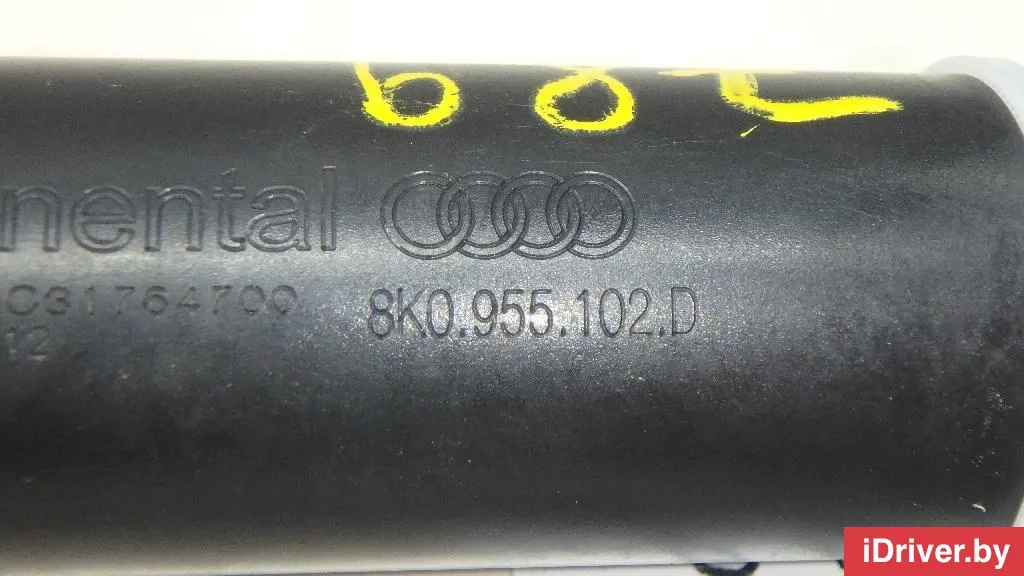 nental
C31764700
12
8K0.955.102.D
iDriver.by